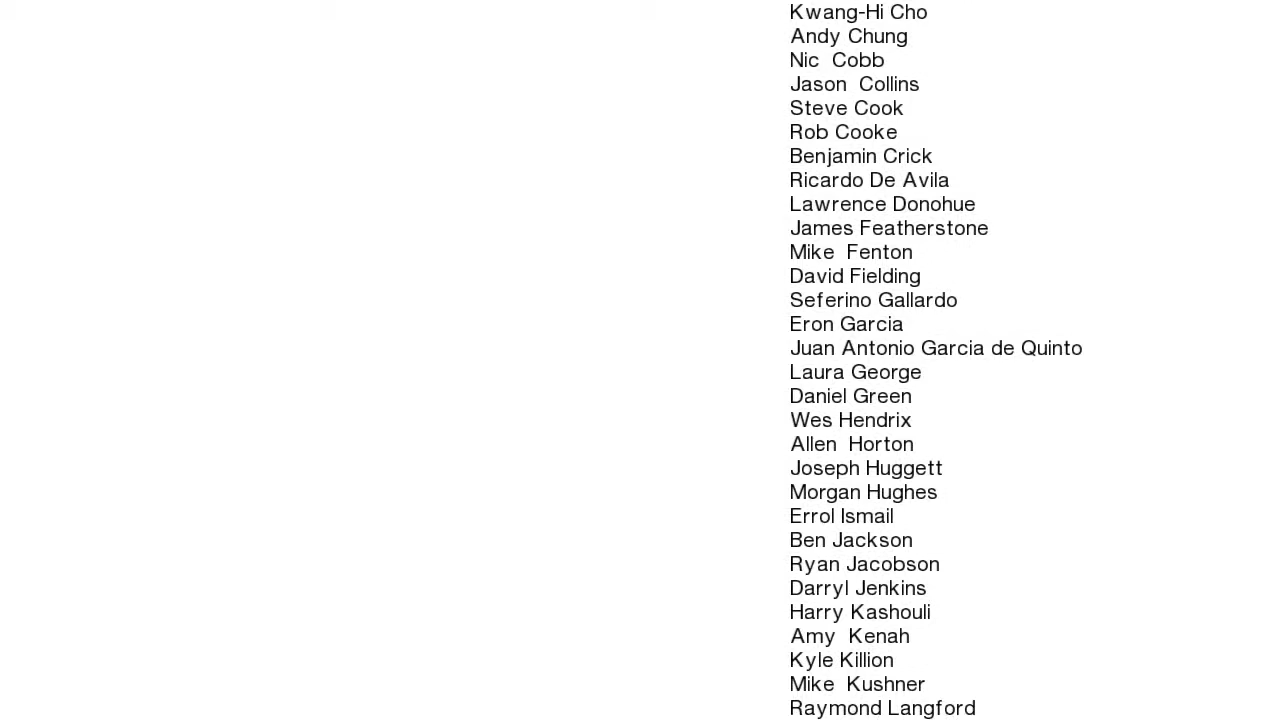 Kwang-Hi Cho
Andy Chung
Nic  Cobb
Jason  Collins
Steve Cook
Rob Cooke
Benjamin Crick
Ricardo De Avila
Lawrence Donohue
James Featherstone
Mike  Fenton
David Fielding
Seferino Gallardo
Eron Garcia
Juan Antonio Garcia de Quinto
Laura George
Daniel Green
Wes Hendrix
Allen  Horton
Joseph Huggett
Morgan Hughes
Errol Ismail
Ben Jackson
Ryan Jacobson
Darryl Jenkins
Harry Kashouli
Amy  Kenah
Kyle Killion
Mike  Kushner
Raymond Langford